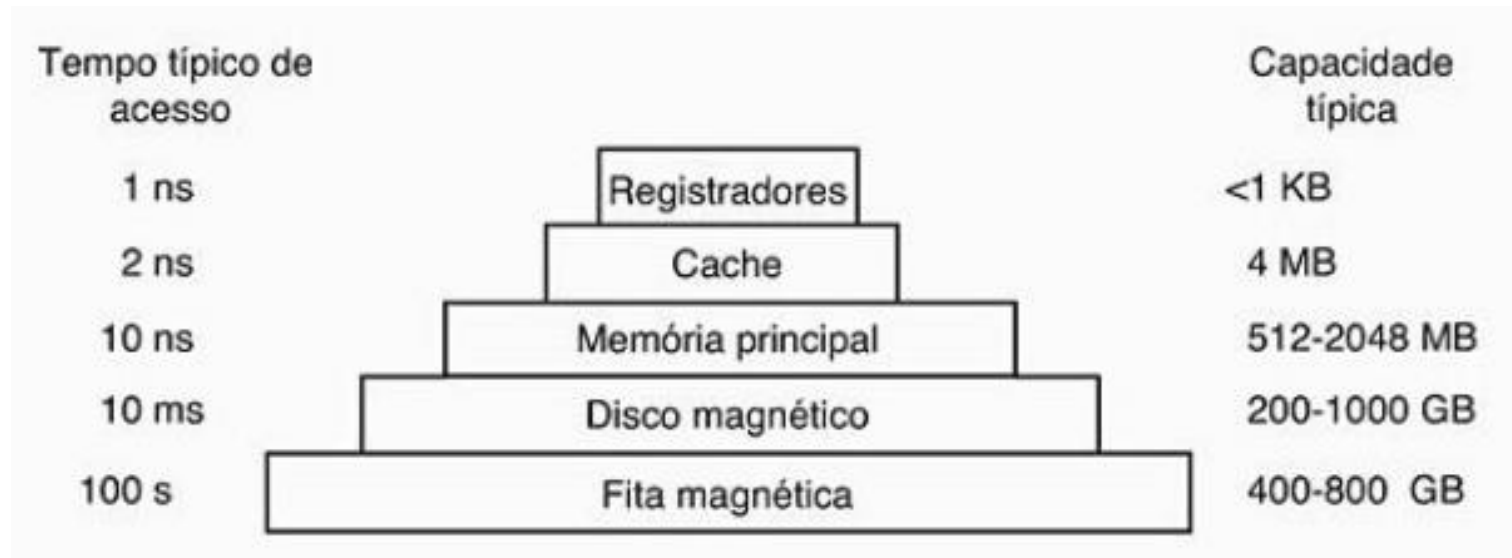 Tempo típico de
acesso
Capacidade
típica
1 ns
Registradores
<1 KB
2 ns
Cache
4 MB
10 ns
Memória principal
512-2048 MB
10 ms
Disco magnético
200-1000 GB
100 s
Fita magnética
400-800 GB